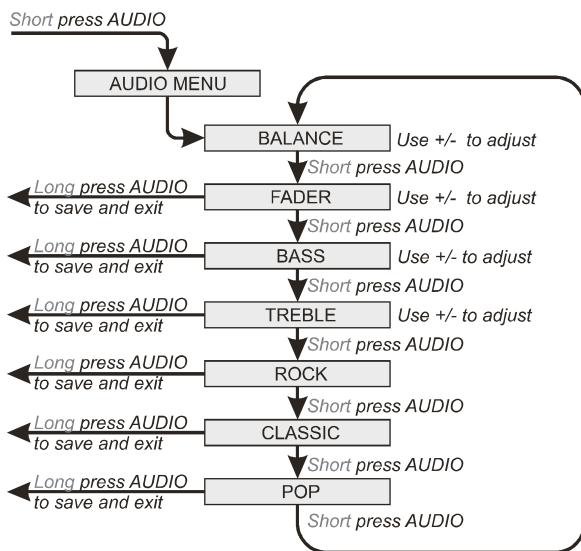 Short press AUDIO
AUDIO MENU
BALANCE Use +/- to adjust
Short press AUDIO
Long press AUDIO
to save and exit
FADER Use +/- to adjust
Short press AUDIO
Long press AUDIO
to save and exit
BASS Use +/- to adjust
Short press AUDIO
Long press AUDIO
to save and exit
TREBLE Use +/- to adjust
Short press AUDIO
Long press AUDIO
to save and exit
ROCK
Short press AUDIO
Long press AUDIO
to save and exit
CLASSIC
Short press AUDIO
Long press AUDIO
to save and exit
POP
Short press AUDIO